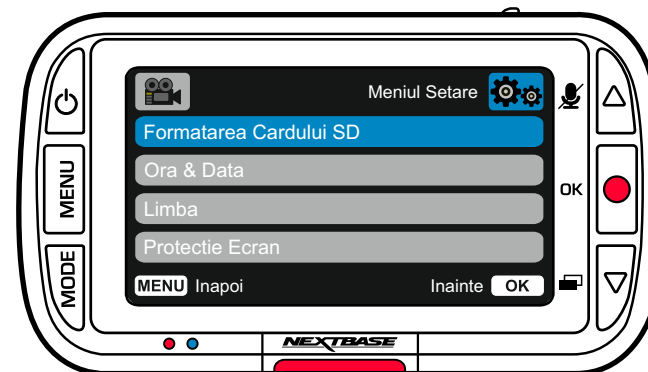 Meniul Setare
Formatarea Cardului SD
Ora & Data
Limba
Protectie Ecran
MENU Inapoi Inainte OK
MENU
MODE
OK
NEXTBASE